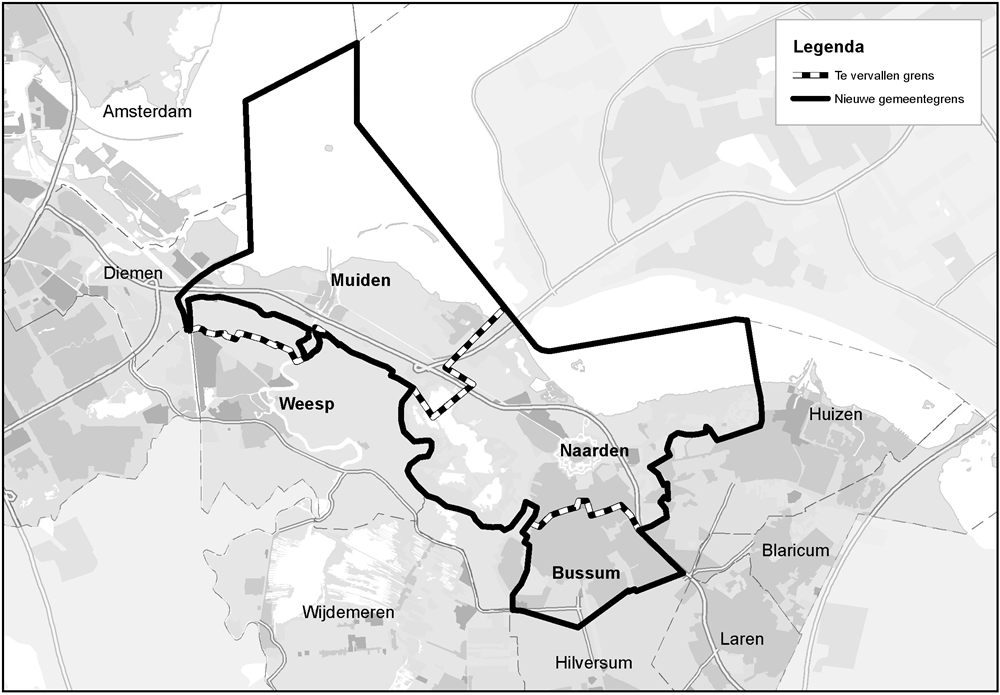 Legenda
Te vervallen grens
Nieuwe gemeentegrens
Amsterdam
Diemen
Muiden
Weesp
Huizen
Naarden
Blaricum
Bussum
Wijdemeren
Laren
Hilversum